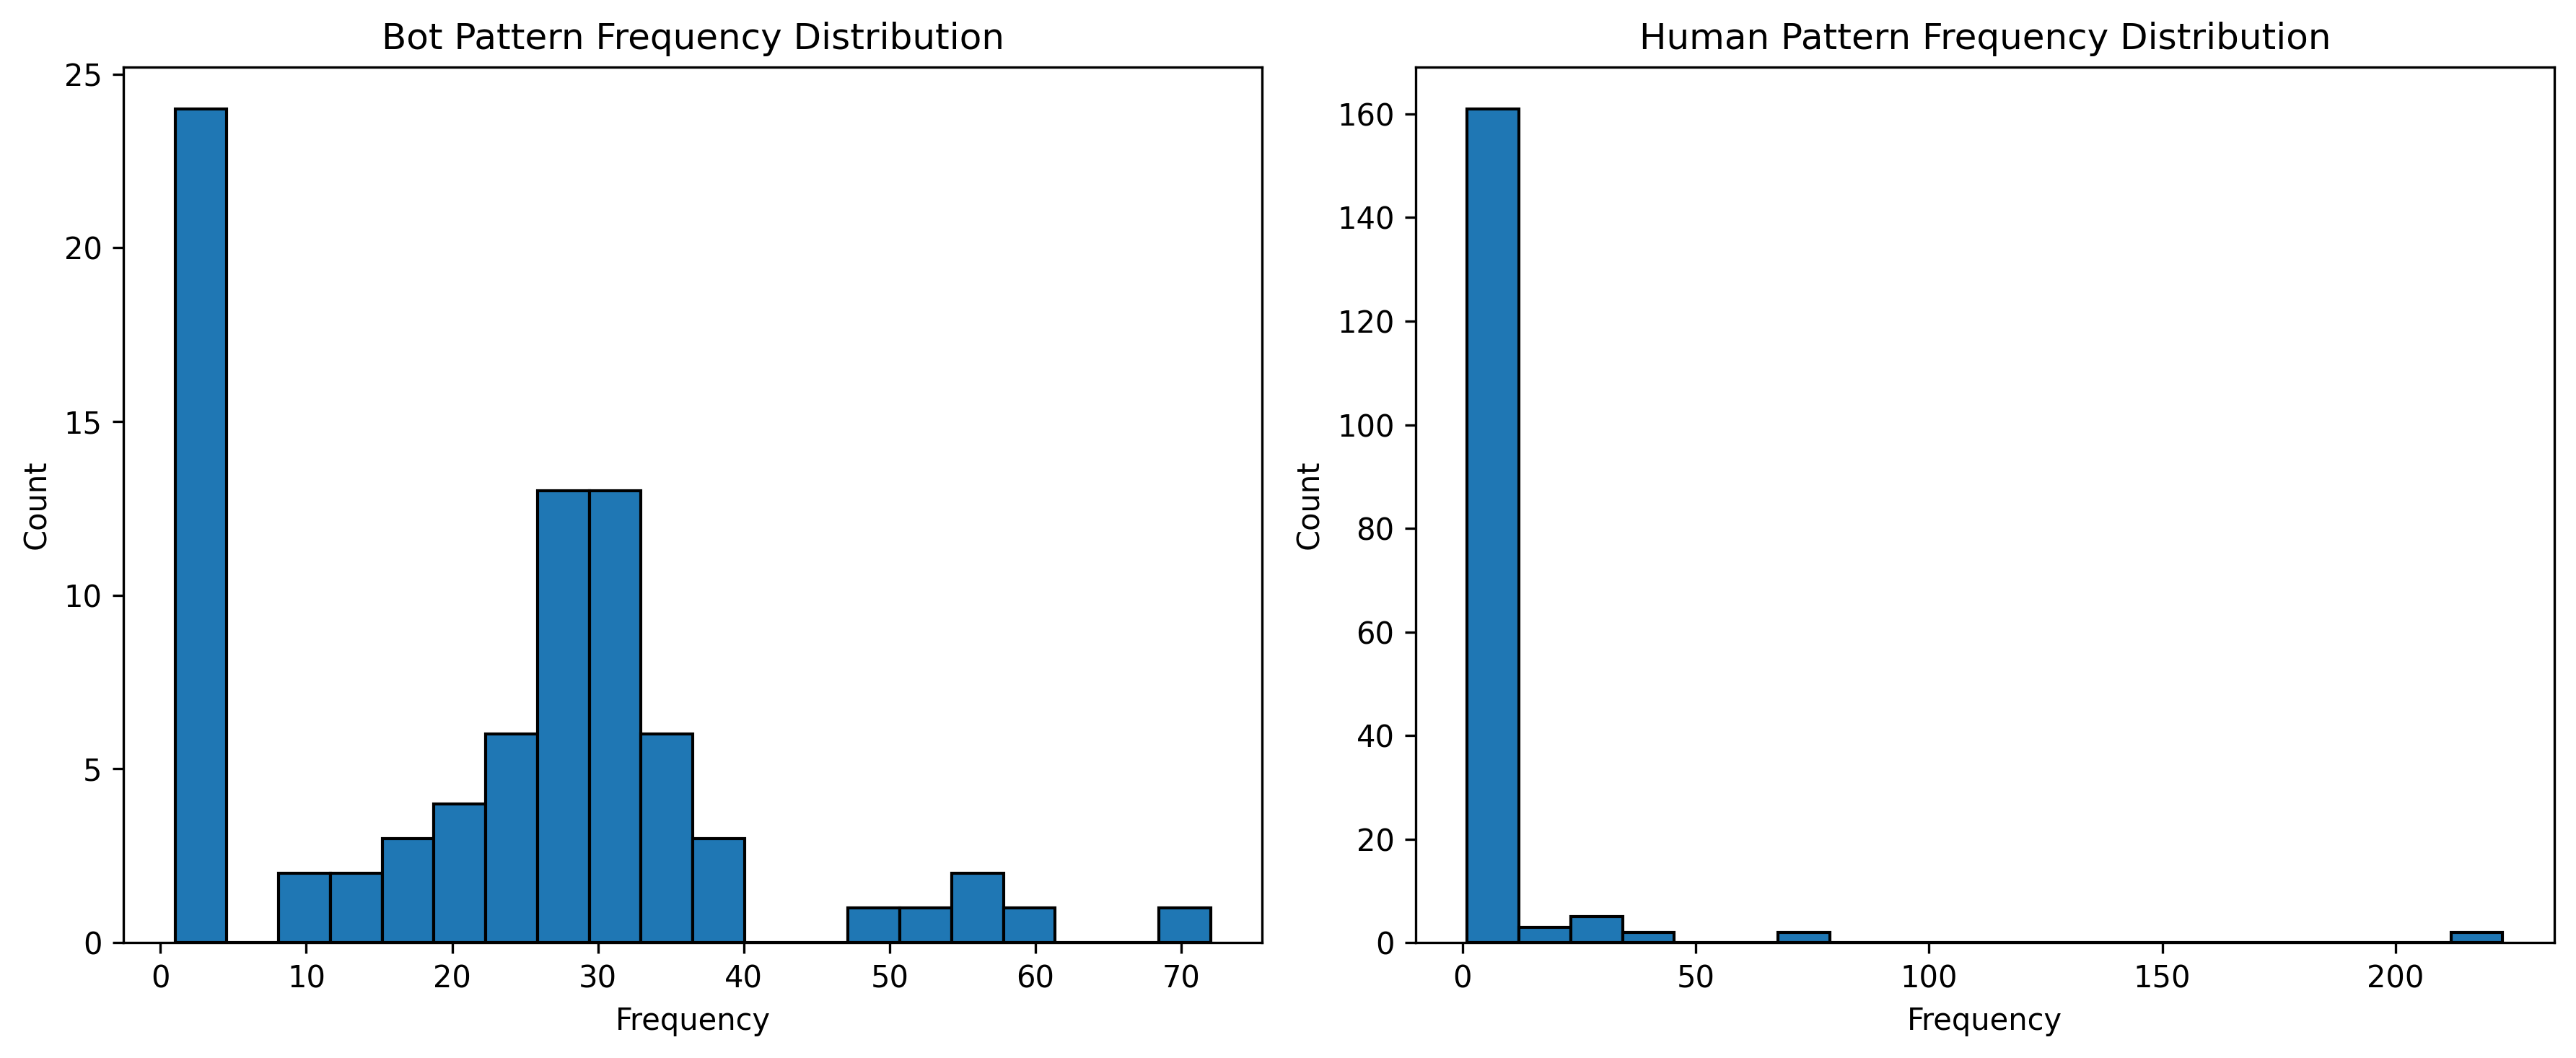 Bot Pattern Frequency Distribution
25
20
15
10
5
0
Count
0 10 20 30 40 50 60 70
Frequency
Human Pattern Frequency Distribution
160
140
120
100
80
60
40
20
0
Count
0 50 100 150 200
Frequency